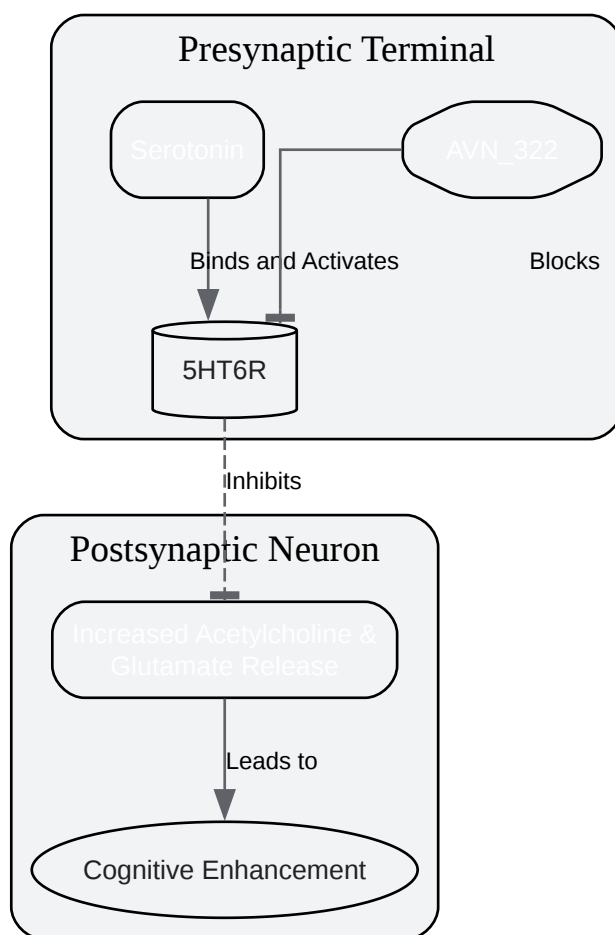 Presynaptic Terminal
Serotonin
AVN_322
Binds and Activates
Blocks
5HT6R
Inhibits
Postsynaptic Neuron
Increased Acetylcholine &
Glutamate Release
Leads to
Cognitive Enhancement